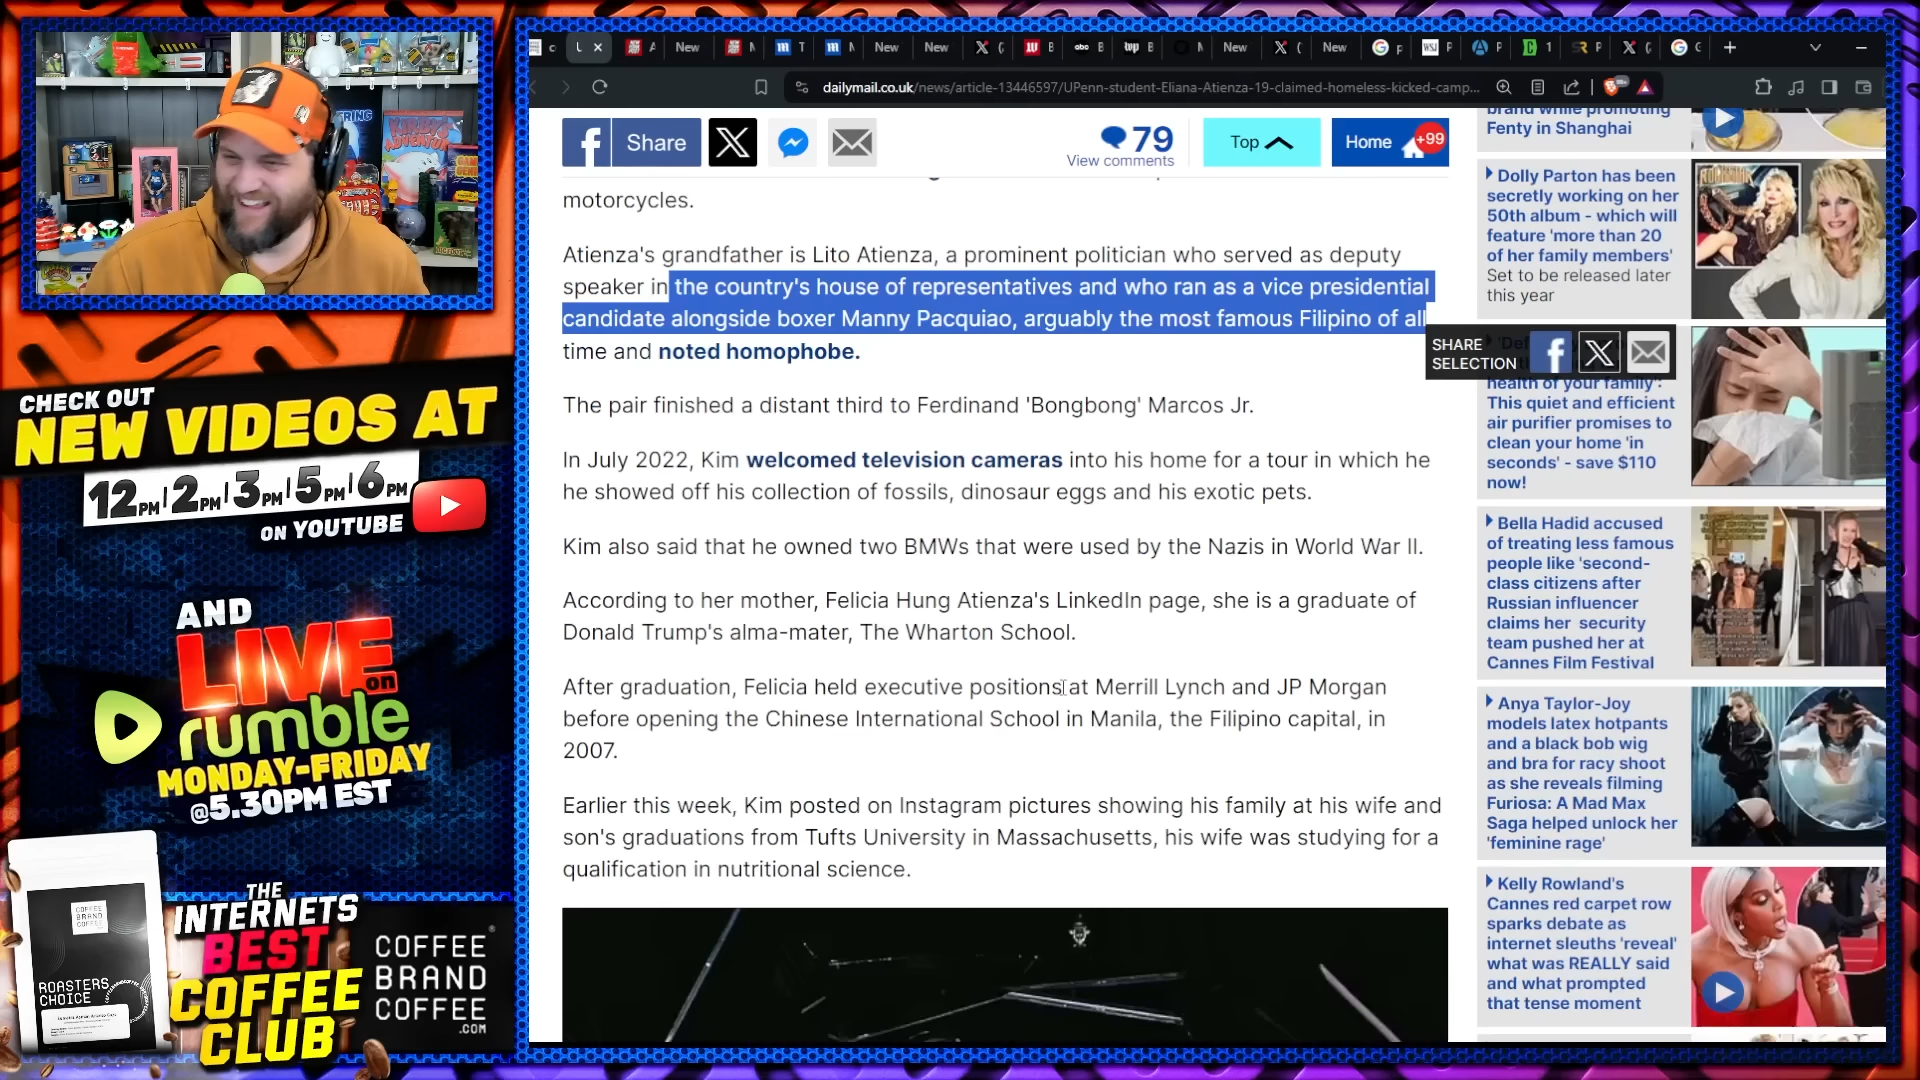 dailymail.co.uk/news/article-13446597/UPenn-student-Eliana-Atienza-19-claimed-homeless-kicked-camp...
Share
79
View comments
Top
Home
+99
motorcycles.
Atienza's grandfather is Lito Atienza, a prominent politician who served as deputy
speaker in the country's house of representatives and who ran as a vice presidential
candidate alongside boxer Manny Pacquiao, arguably the most famous Filipino of all
time and noted homophobe.
The pair finished a distant third to Ferdinand 'Bongbong' Marcos Jr.
In July 2022, Kim welcomed television cameras into his home for a tour in which he
he showed off his collection of fossils, dinosaur eggs and his exotic pets.
Kim also said that he owned two BMWs that were used by the Nazis in World War II.
According to her mother, Felicia Hung Atienza's LinkedIn page, she is a graduate of
Donald Trump's alma-mater, The Wharton School.
After graduation, Felicia held executive positions at Merrill Lynch and JP Morgan
before opening the Chinese International School in Manila, the Filipino capital, in
2007.
Earlier this week, Kim posted on Instagram pictures showing his family at his wife and
son's graduations from Tufts University in Massachusetts, his wife was studying for a
qualification in nutritional science.
brand while promoting
Fenty in Shanghai
Dolly Parton has been
secretly working on her
50th album - which will
feature 'more than 20
of her family members'
Set to be released later
this year
SHARE
SELECTION
health of your family':
This quiet and efficient
air purifier promises to
clean your home 'in
seconds' - save $110
now!
Bella Hadid accused
of treating less famous
people like 'second-
class citizens after
Russian influencer
claims her security
team pushed her at
Cannes Film Festival
Anya Taylor-Joy
models latex hotpants
and a black bob wig
and bra for racy shoot
as she reveals filming
Furiosa: A Mad Max
Saga helped unlock her
'feminine rage'
Kelly Rowland's
Cannes red carpet row
sparks debate as
internet sleuths 'reveal'
what was REALLY said
and what prompted
that tense moment
CHECK OUT
NEW VIDEOS AT
12PM | 2PM | 3PM | 5PM | 6PM
ON YOUTUBE
AND
LIVE
on
rumble
MONDAY-FRIDAY
@5.30PM EST
THE
INTERNETS
BEST
COFFEE
CLUB
COFFEE
BRAND
COFFEE
.COM
COFFEE
BRAND
COFFEE
ROASTERS
CHOICE